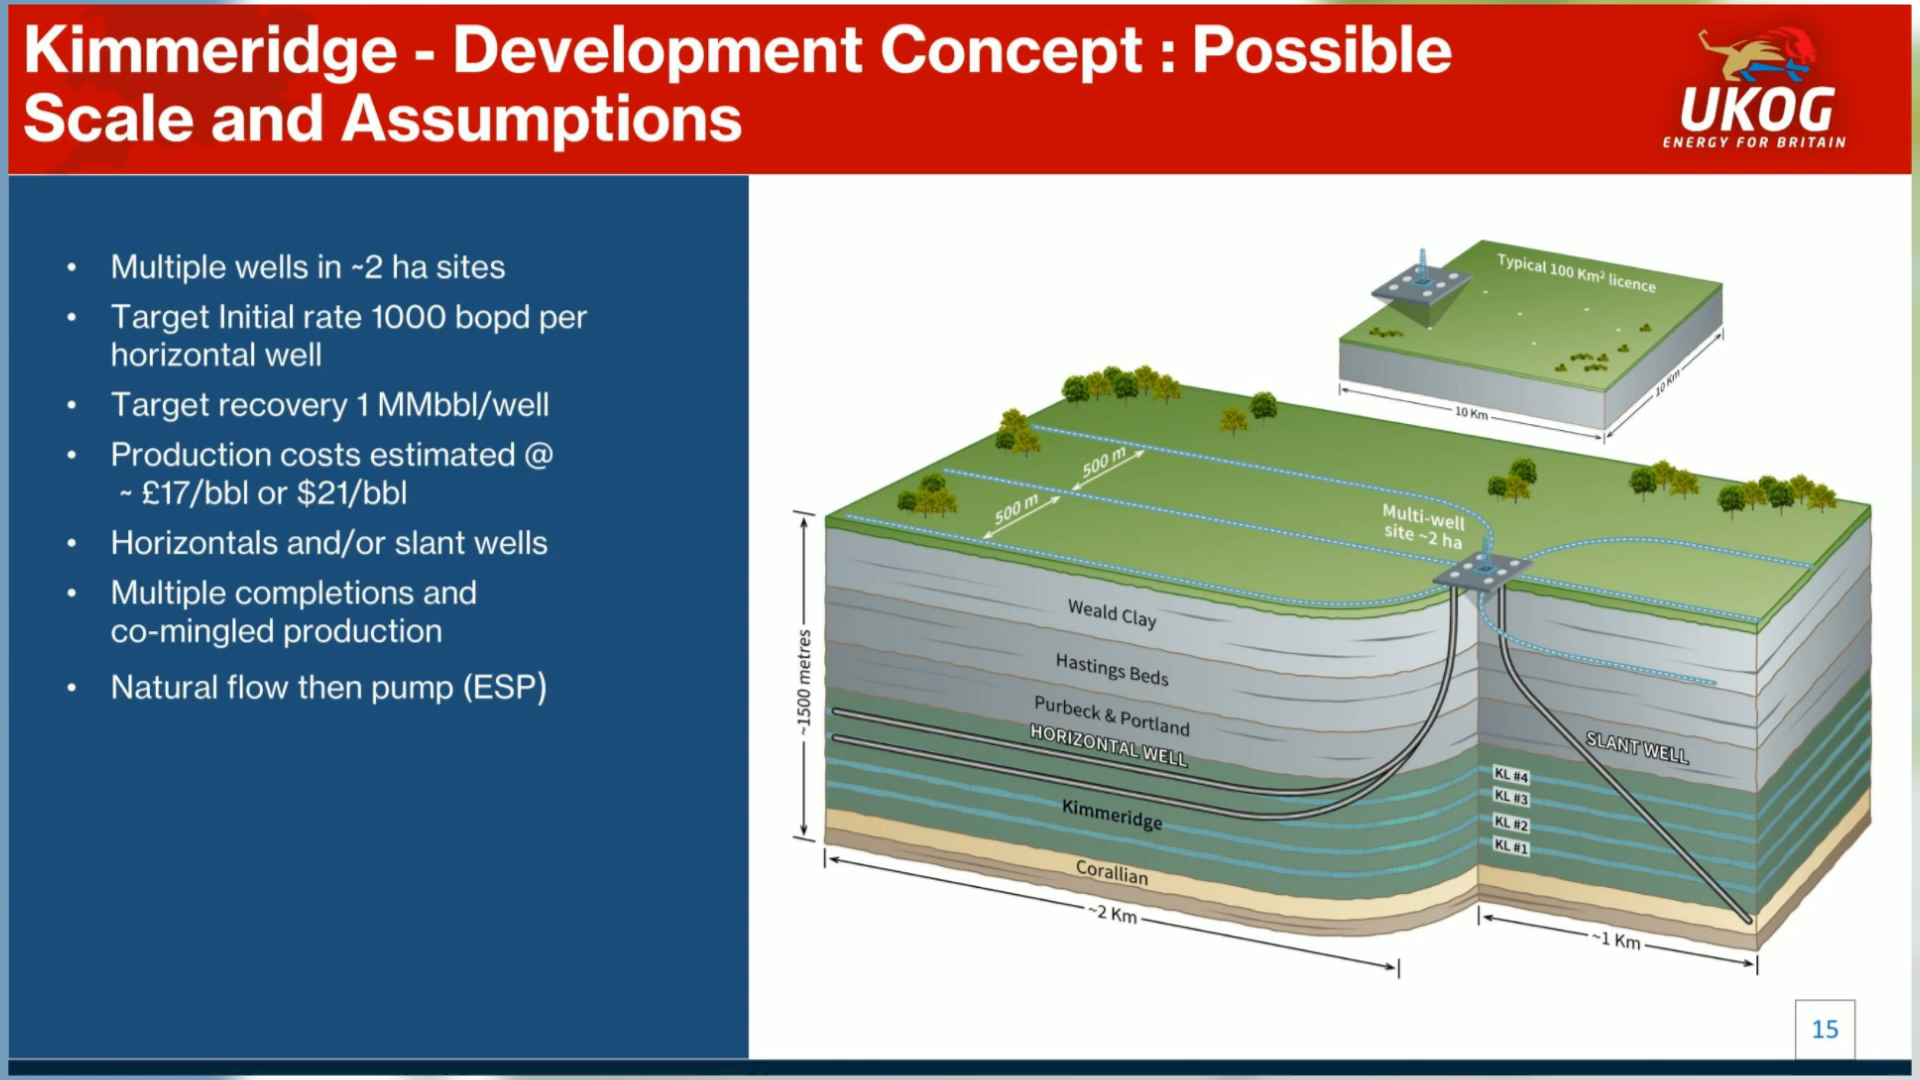 Kimmeridge - Development Concept : Possible
Scale and Assumptions
UKOG
ENERGY FOR BRITAIN
• Multiple wells in ~2 ha sites
• Target Initial rate 1000 bopd per
horizontal well
• Target recovery 1 MMbbl/well
• Production costs estimated @
~ £17/bbl or $21/bbl
• Horizontals and/or slant wells
• Multiple completions and
co-mingled production
• Natural flow then pump (ESP)
Typical 100 Km² licence
10 Km
10 Km
500 m
500 m
Multi-well
site ~2 ha
~1500 metres
Weald Clay
Hastings Beds
Purbeck & Portland
HORIZONTAL WELL
SLANT WELL
KL #4
KL #3
KL #2
KL #1
Kimmeridge
Corallian
~2 Km
~1 Km
15